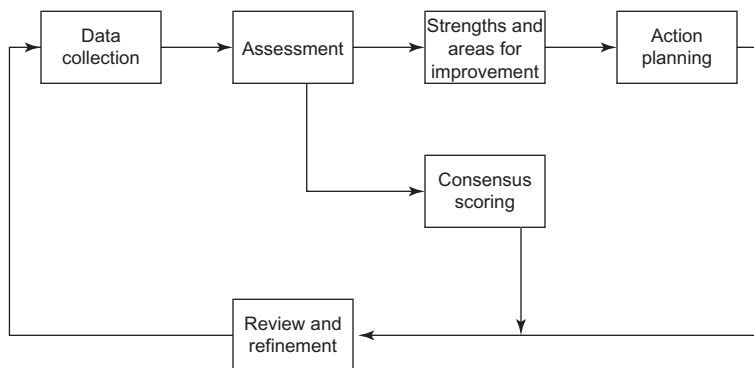 Data
collection
Assessment
Strengths and
areas for
improvement
Action
planning
Consensus
scoring
Review and
refinement